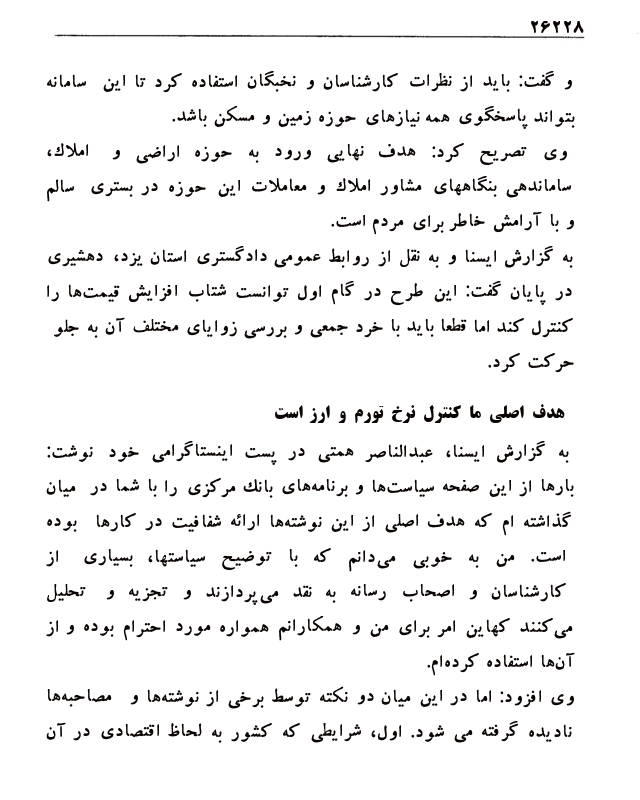 ۲۶۲۲۸
و گفت: باید از نظرات کارشناسان و نخبگان استفاده کرد تا این سامانه
بتواند پاسخگوی همه نیازهای حوزه زمین و مسکن باشد.
وی تصریح کرد: هدف نهایی ورود به حوزه اراضی و املاك،
ساماندهی بنگاههای مشاور املاك و معاملات این حوزه در بستری سالم
و با آرامش خاطر برای مردم است.
به گزارش ایسنا و به نقل از روابط عمومی دادگستری استان یزد، دهشیری
در پایان گفت: این طرح در گام اول توانست شتاب افزایش قیمت‌ها را
کنترل کند اما قطعا باید با خرد جمعی و بررسی زوایای مختلف آن به جلو
حرکت کرد.
هدف اصلی ما کنترل نرخ تورم و ارز است
به گزارش ایسنا، عبدالناصر همتی در پست اینستاگرامی خود نوشت:
بارها از این صفحه سیاست‌ها و برنامه‌های بانك مرکزی را با شما در میان
گذاشته ام که هدف اصلی از این نوشته‌ها ارائه شفافیت در کارها بوده
است. من به خوبی می‌دانم که با توضیح سیاستها، بسیاری از
کارشناسان و اصحاب رسانه به نقد می‌پردازند و تجزیه و تحلیل
می‌کنند کهاین امر برای من و همکارانم همواره مورد احترام بوده و از
آن‌ها استفاده کرده‌ام.
وی افزود: اما در این میان دو نکته توسط برخی از نوشته‌ها و مصاحبه‌ها
نادیده گرفته می شود. اول، شرایطی که کشور به لحاظ اقتصادی در آن